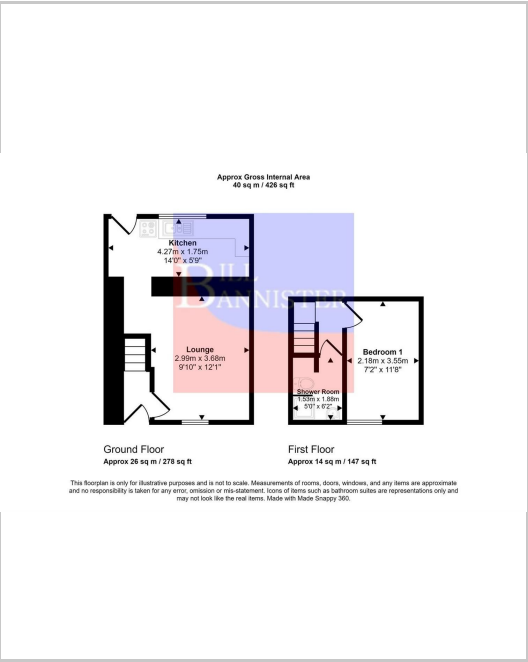 Approx Gross Internal Area
40 sq m / 426 sq ft
Kitchen
4.27m x 1.75m
14'0" x 5'9"
BILL
BANNISTER
Lounge
2.99m x 3.68m
9'10" x 12'1"
Bedroom 1
2.18m x 3.55m
7'2" x 11'8"
Shower Room
1.53m x 1.88m
5'0" x 6'2"
Ground Floor
Approx 26 sq m / 278 sq ft
First Floor
Approx 14 sq m / 147 sq ft
This floorplan is only for illustrative purposes and is not to scale. Measurements of rooms, doors, windows, and any items are approximate
and no responsibility is taken for any error, omission or mis-statement. Icons of items such as bathroom suites are representations only and
may not look like the real items. Made with Made Snappy 360.